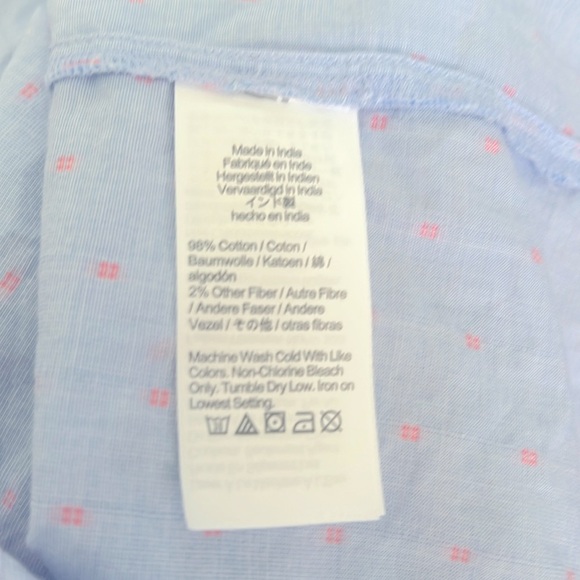 Made in India
Fabriqué en Inde
Hergestellt in Indien
Vervaardigd in India
インド製
hecho en India
98% Cotton / Coton /
Baumwolle / Katoen / 綿 /
algodón
2% Other Fiber / Autre Fibre
/ Andere Faser / Andere
Vezel / その他 / otras fibras
Machine Wash Cold With Like
Colors. Non-Chlorine Bleach
Only. Tumble Dry Low. Iron on
Lowest Setting.